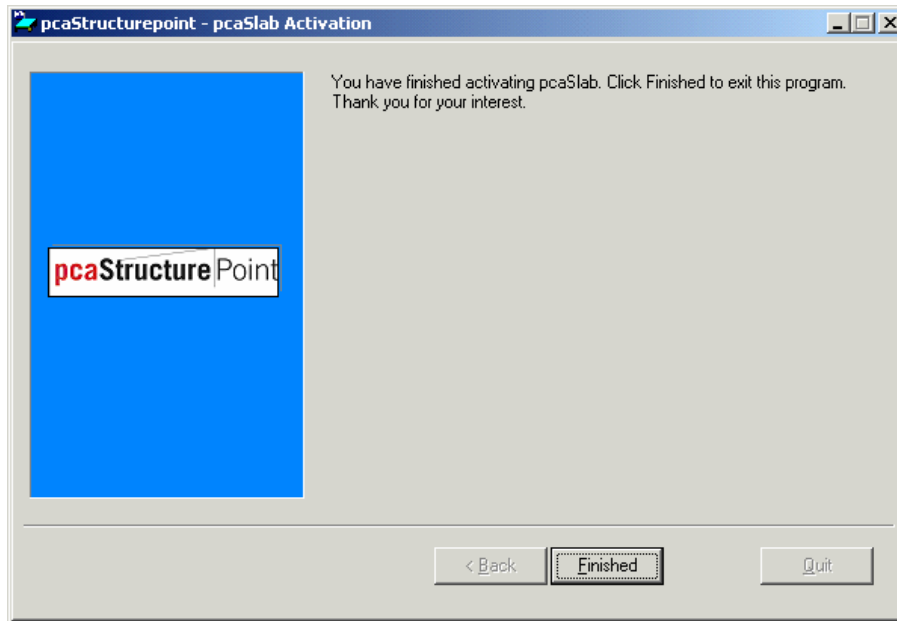 pcaStructurepoint - pcaSlab Activation
You have finished activating pcaSlab. Click Finished to exit this program.
Thank you for your interest.
pcaStructurePoint
< Back
Finished
Quit